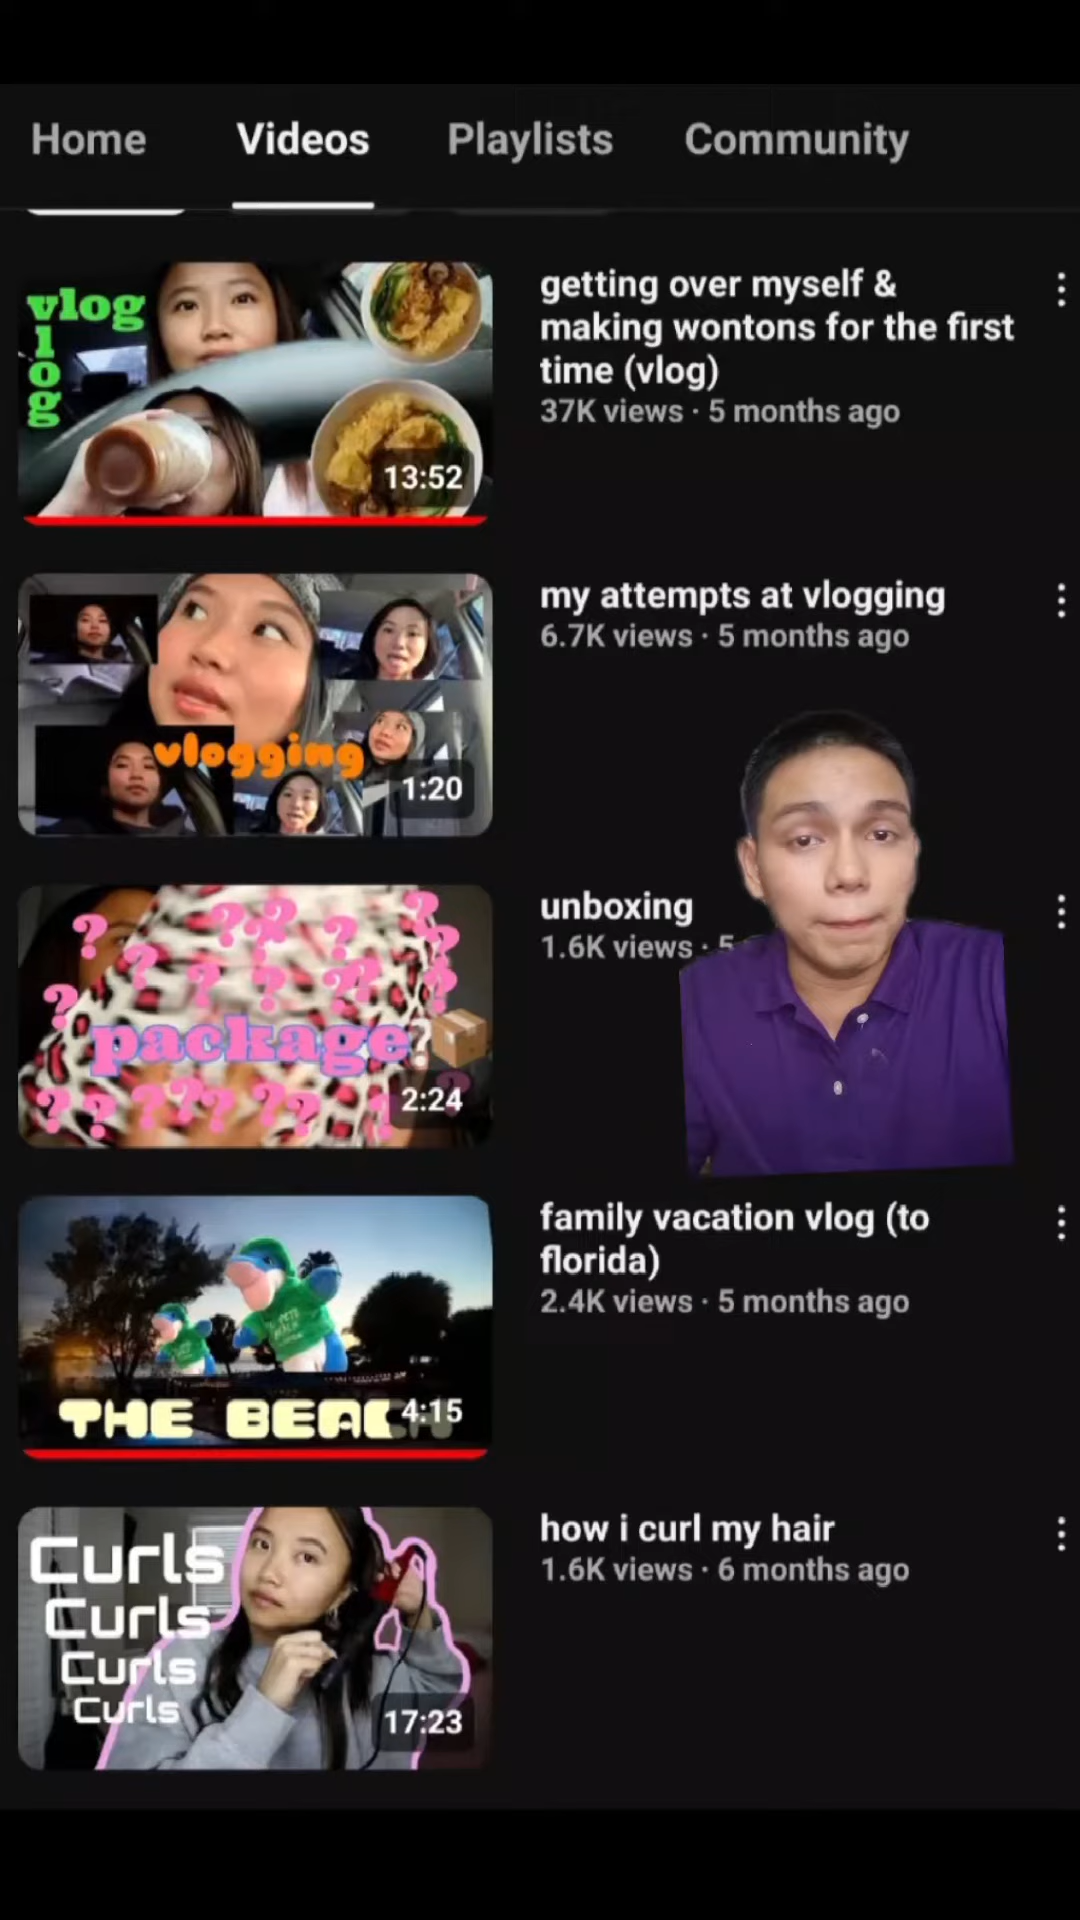 Home Videos Playlists Community
vlog
l
o
g
13:52
getting over myself &
making wontons for the first
time (vlog)
37K views · 5 months ago
vlogging
1:20
my attempts at vlogging
6.7K views · 5 months ago
? ? ? ? ? ? ? ? ? ? ? ?
package?
? ? ? ? ? ? ? ?
2:24
unboxing
1.6K views · 5
THE BEACH
4:15
family vacation vlog (to
florida)
2.4K views · 5 months ago
Curls
Curls
Curls
Curls
17:23
how i curl my hair
1.6K views · 6 months ago